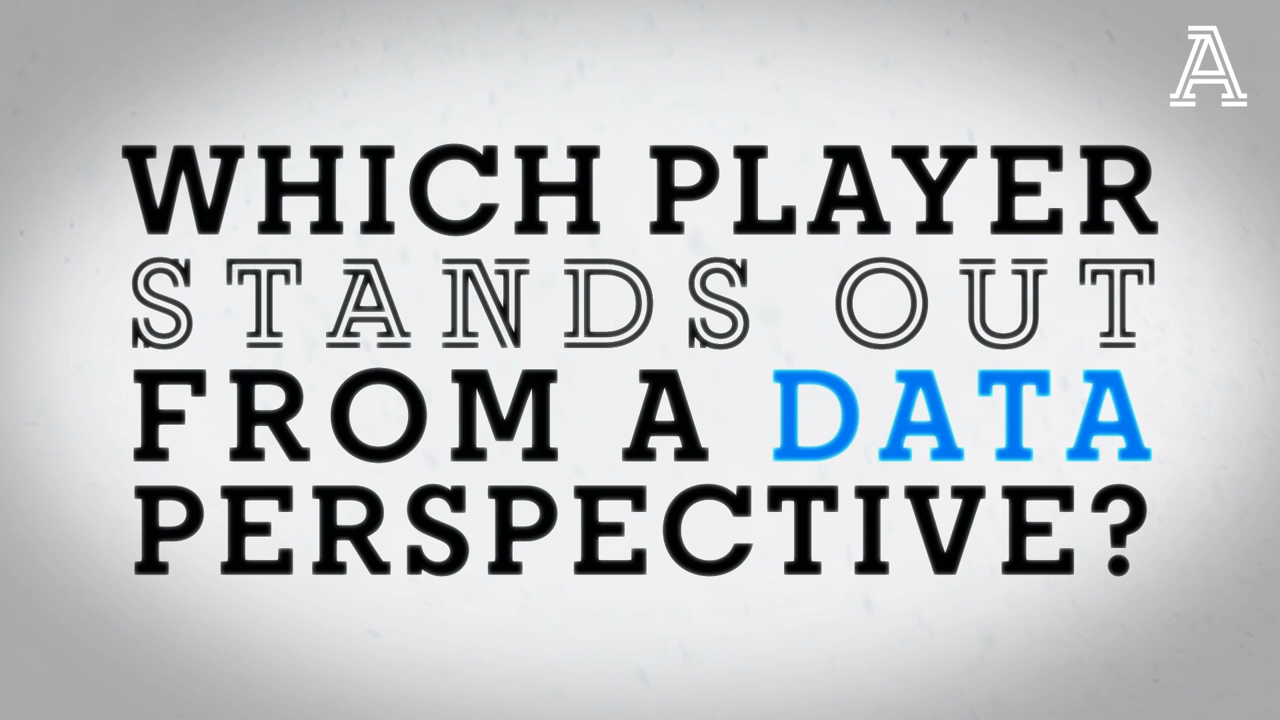 A
WHICH PLAYER
STANDS OUT
FROM A DATA
PERSPECTIVE?